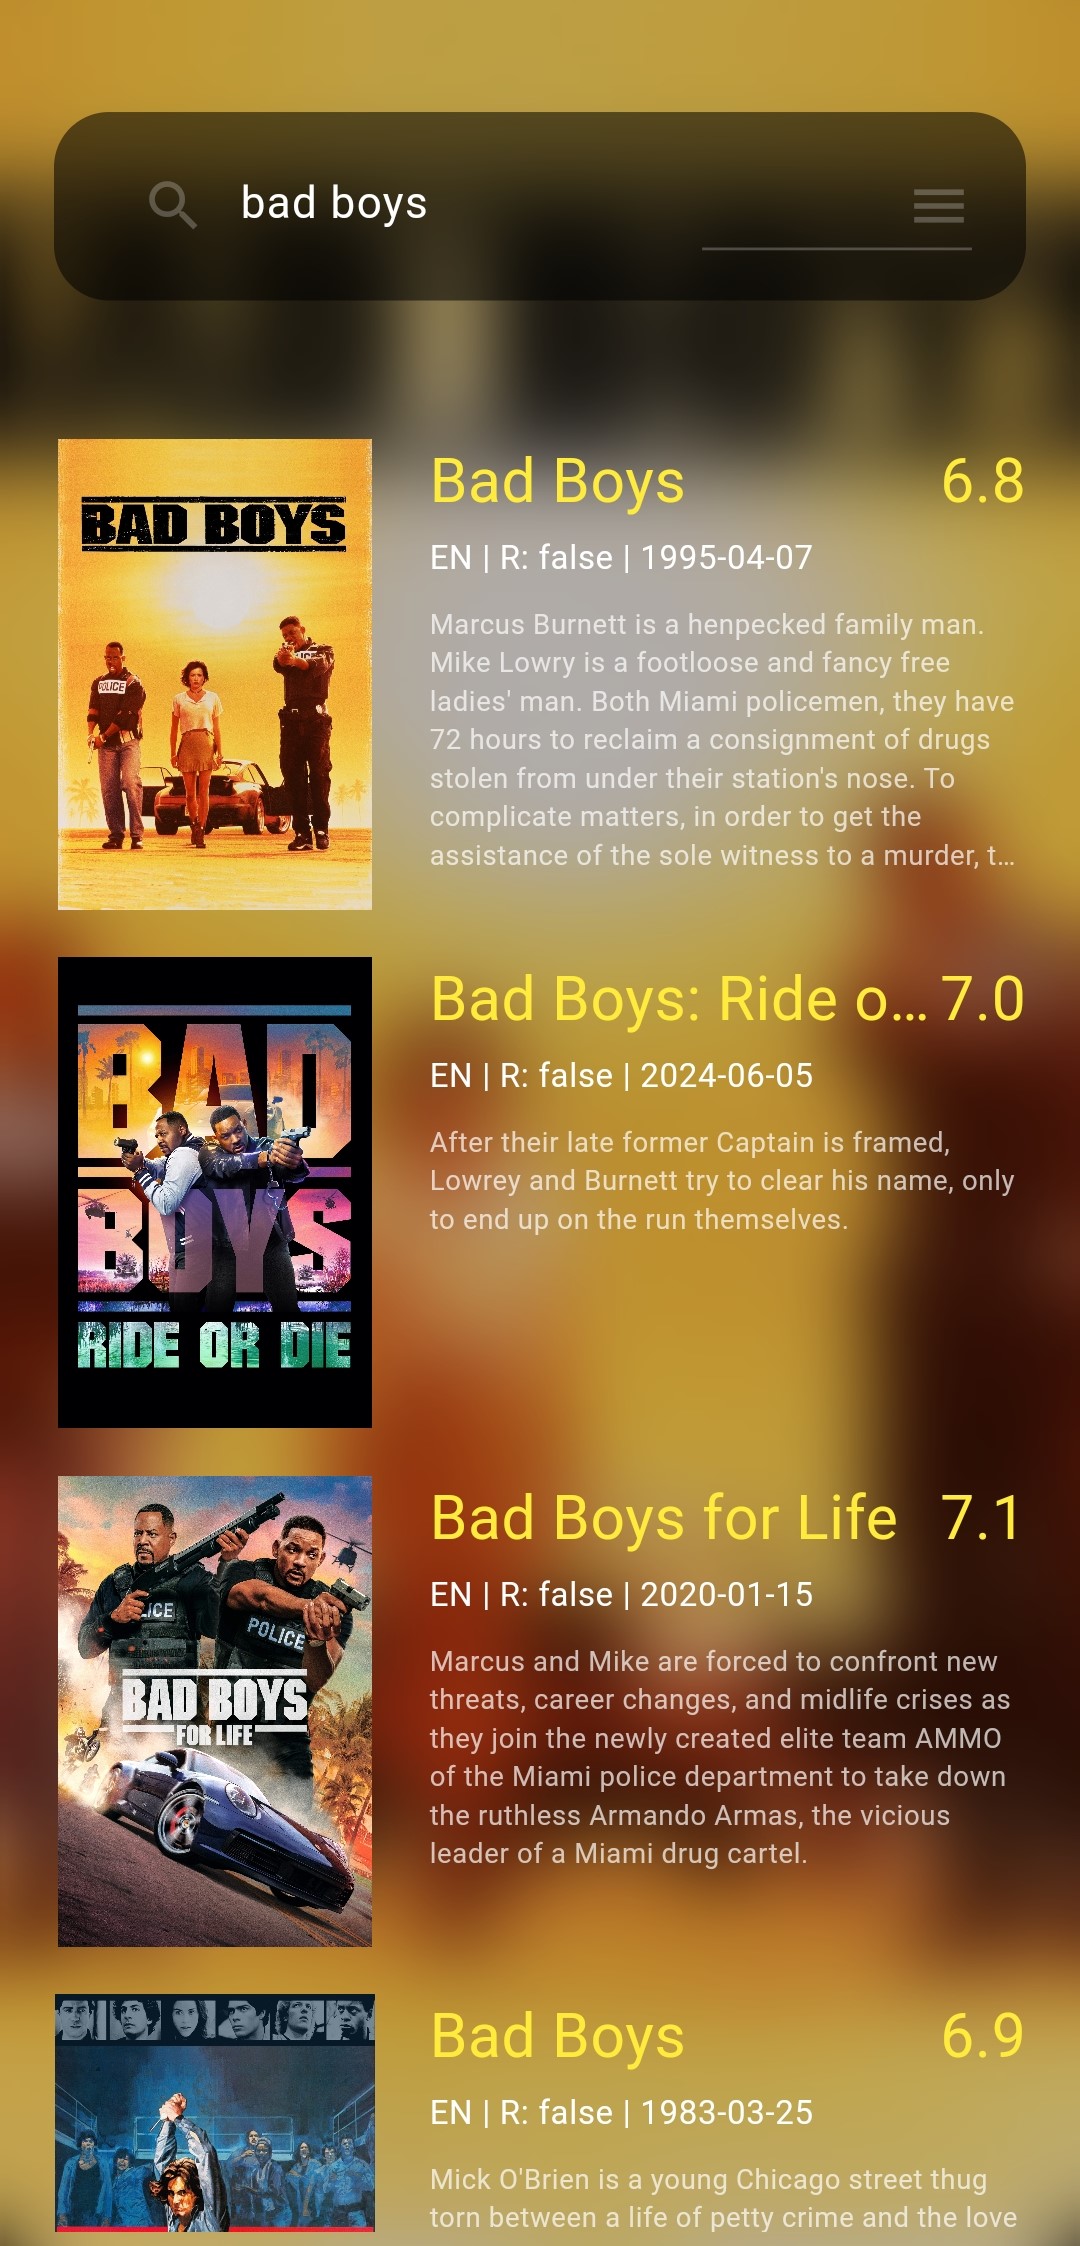 bad boys
BAD BOYS
POLICE
Bad Boys 6.8
EN | R: false | 1995-04-07
Marcus Burnett is a henpecked family man.
Mike Lowry is a footloose and fancy free
ladies' man. Both Miami policemen, they have
72 hours to reclaim a consignment of drugs
stolen from under their station's nose. To
complicate matters, in order to get the
assistance of the sole witness to a murder, t…
BAD
BOYS
RIDE OR DIE
Bad Boys: Ride o… 7.0
EN | R: false | 2024-06-05
After their late former Captain is framed,
Lowrey and Burnett try to clear his name, only
to end up on the run themselves.
LICE
POLICE
BAD BOYS
FOR LIFE
Bad Boys for Life 7.1
EN | R: false | 2020-01-15
Marcus and Mike are forced to confront new
threats, career changes, and midlife crises as
they join the newly created elite team AMMO
of the Miami police department to take down
the ruthless Armando Armas, the vicious
leader of a Miami drug cartel.
Bad Boys 6.9
EN | R: false | 1983-03-25
Mick O'Brien is a young Chicago street thug
torn between a life of petty crime and the love